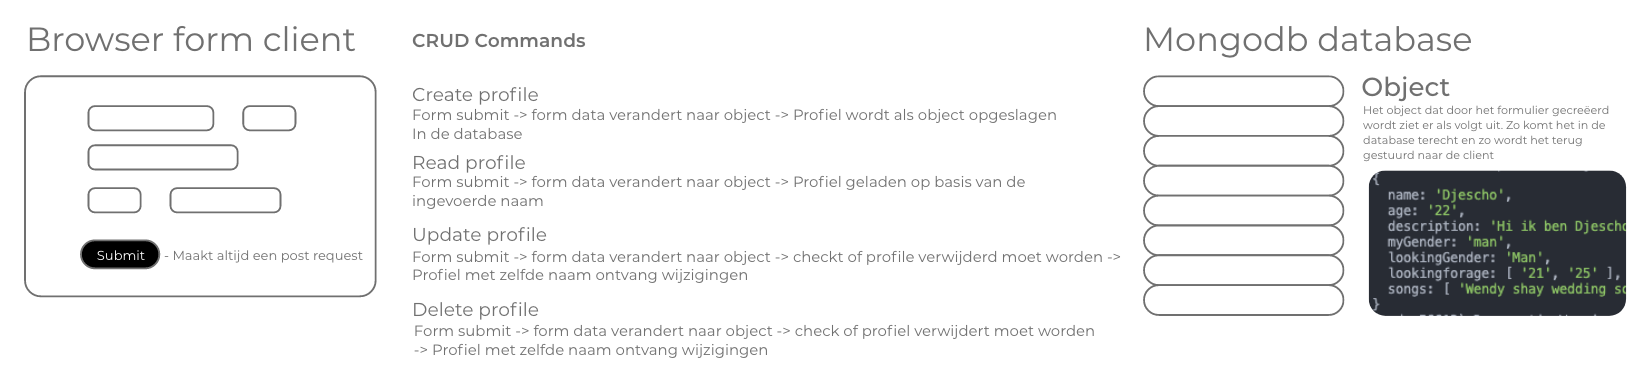 Browser form client
Submit
- Maakt altijd een post request
CRUD Commands
Create profile
Form submit -> form data verandert naar object -> Profiel wordt als object opgeslagen
In de database
Read profile
Form submit -> form data verandert naar object -> Profiel geladen op basis van de
ingevoerde naam
Update profile
Form submit -> form data verandert naar object -> checkt of profile verwijderd moet worden ->
Profiel met zelfde naam ontvang wijzigingen
Delete profile
Form submit -> form data verandert naar object -> check of profiel verwijdert moet worden
-> Profiel met zelfde naam ontvang wijzigingen
Mongodb database
Object
Het object dat door het formulier gecreëerd
wordt ziet er als volgt uit. Zo komt het in de
database terecht en zo wordt het terug
gestuurd naar de client
{
name: 'Djescho',
age: '22',
description: 'Hi ik ben Djescho
myGender: 'man',
lookingGender: 'Man',
lookingforage: [ '21', '25' ],
songs: [ 'Wendy shay wedding so
}